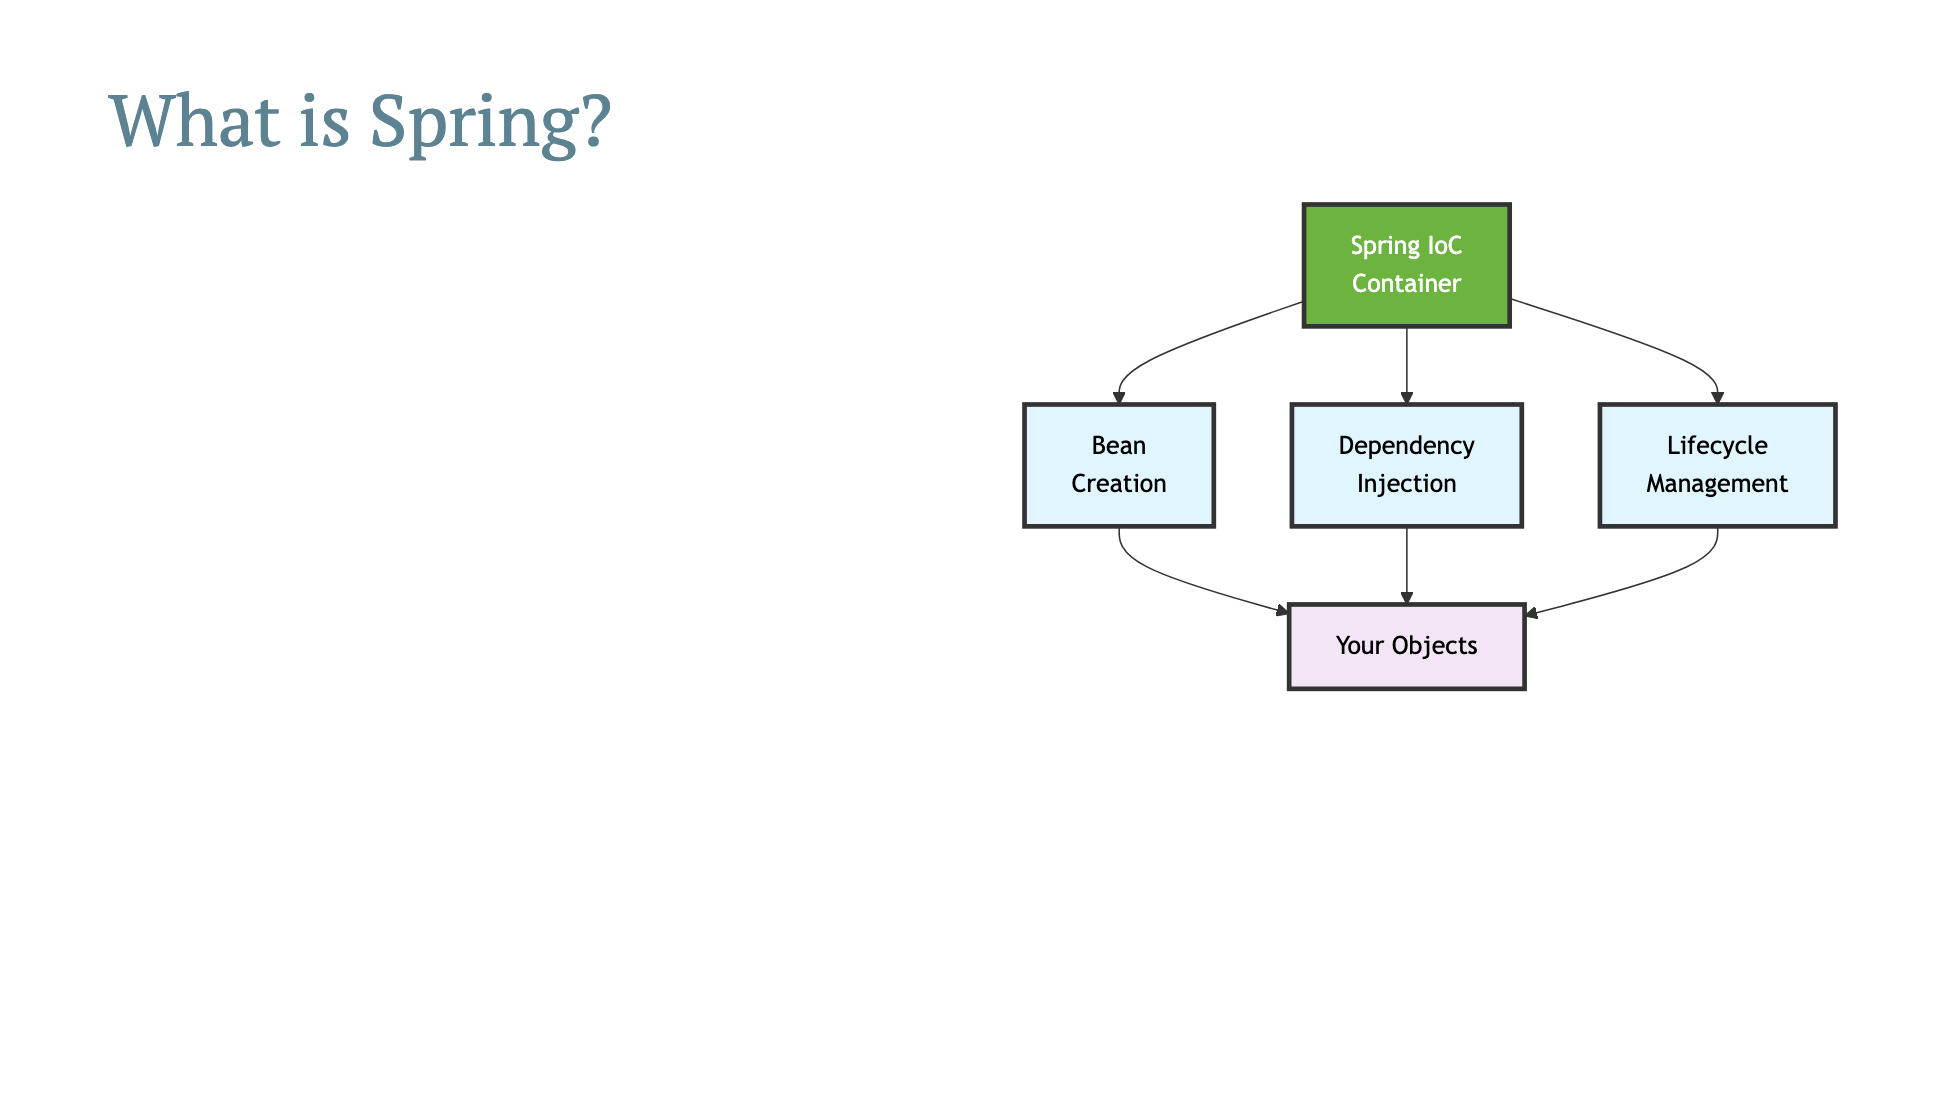 What is Spring?
Spring IoC
Container
Bean
Creation
Dependency
Injection
Lifecycle
Management
Your Objects